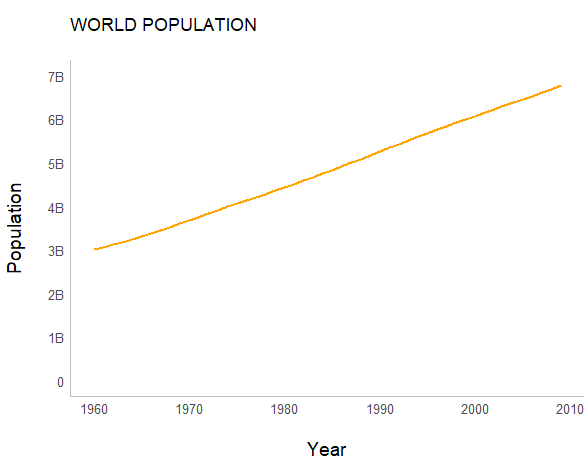 WORLD POPULATION
7B
6B
5B
4B
3B
2B
1B
0
Population
1960 1970 1980 1990 2000 2010
Year